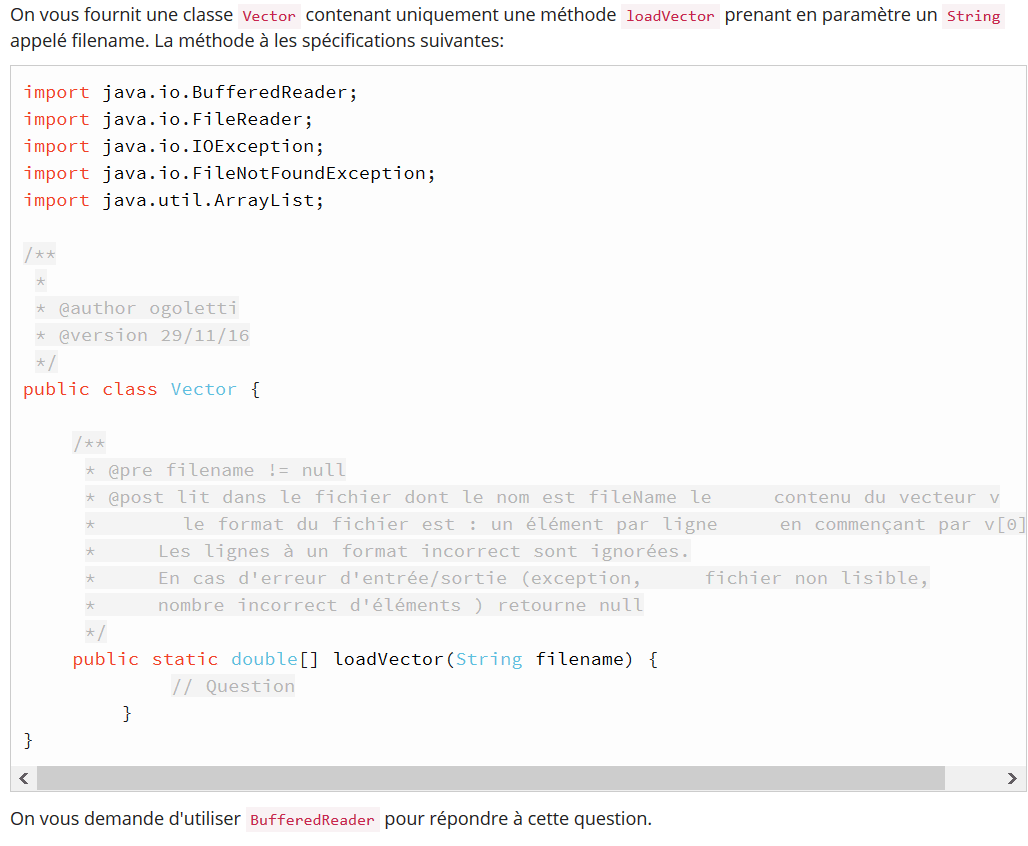 On vous fournit une classe Vector contenant uniquement une méthode loadVector prenant en paramètre un String
appelé filename. La méthode à les spécifications suivantes:
import java.io.BufferedReader;
import java.io.FileReader;
import java.io.IOException;
import java.io.FileNotFoundException;
import java.util.ArrayList;
/**
*
* @author ogoletti
* @version 29/11/16
*/
public class Vector {
/**
* @pre filename != null
* @post lit dans le fichier dont le nom est fileName le contenu du vecteur v
* le format du fichier est : un élément par ligne en commençant par v[0]
* Les lignes à un format incorrect sont ignorées.
* En cas d'erreur d'entrée/sortie (exception, fichier non lisible,
* nombre incorrect d'éléments ) retourne null
*/
public static double[] loadVector(String filename) {
// Question
}
}
On vous demande d'utiliser BufferedReader pour répondre à cette question.